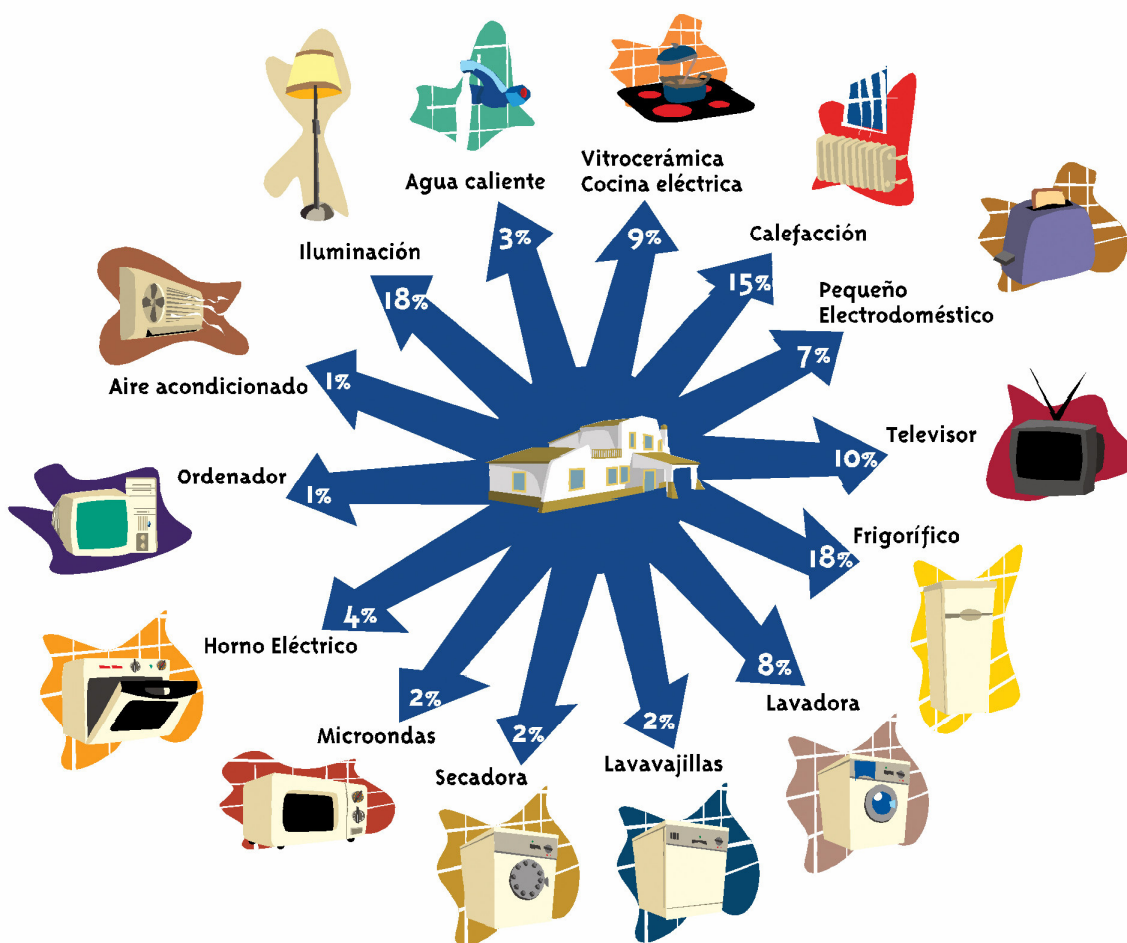 Vitrocerámica
Cocina eléctrica
Agua caliente
3%
9%
Calefacción
Iluminación
15%
18%
Pequeño
Electrodoméstico
7%
Aire acondicionado
1%
Televisor
10%
Ordenador
1%
Frigorífico
18%
4%
Horno Eléctrico
8%
Lavadora
2%
Microondas
2%
Secadora
2%
Lavavajillas